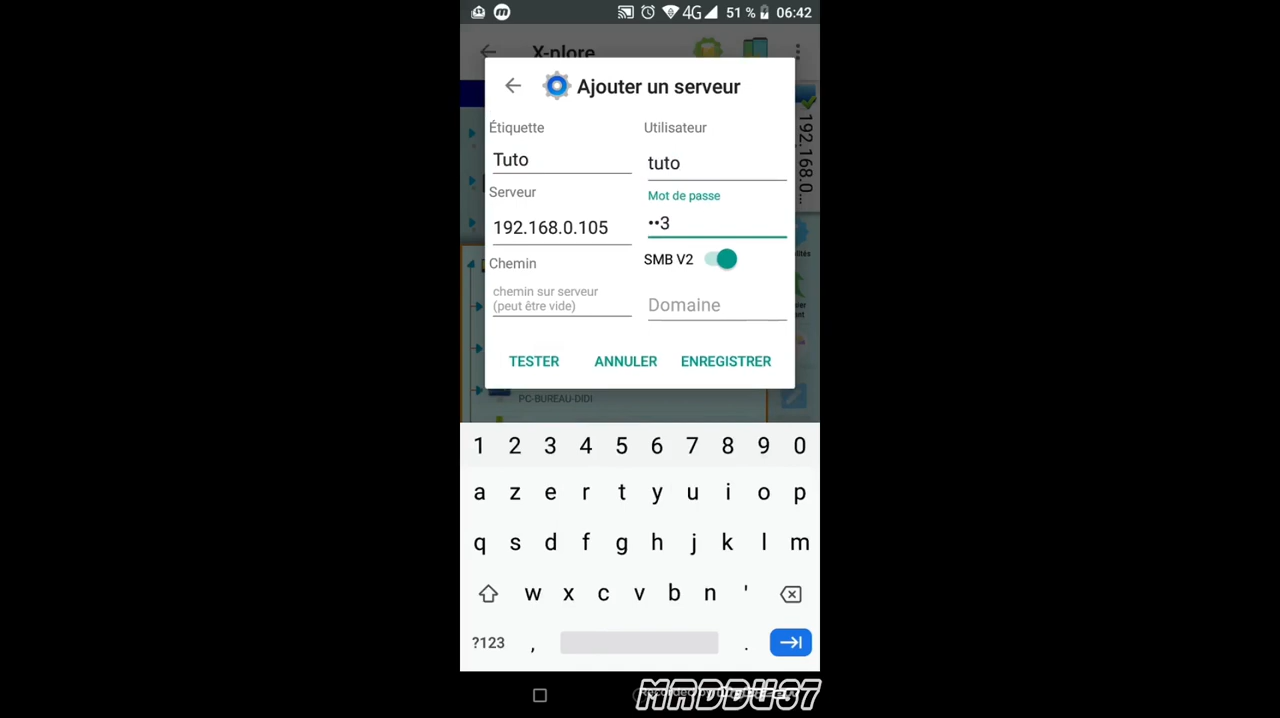 4G 51 % 06:42
X-plore
Ajouter un serveur
Étiquette
Utilisateur
Tuto
tuto
Serveur
Mot de passe
192.168.0.105
••3
SMB V2
Chemin
chemin sur serveur
(peut être vide)
Domaine
TESTER ANNULER ENREGISTRER
192.168.0...
PC-BUREAU-DIDI
1 2 3 4 5 6 7 8 9 0
a z e r t y u i o p
q s d f g h j k l m
w x c v b n '
?123 , .
MADDU37